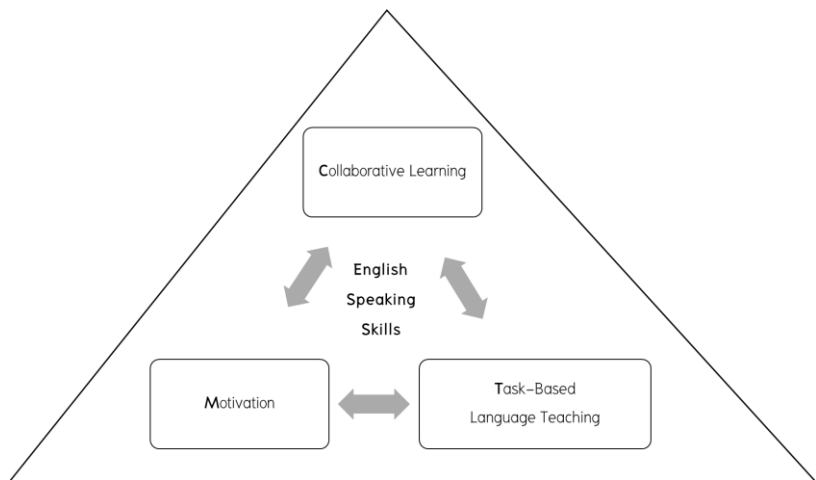 Collaborative Learning
English
Speaking
Skills
Motivation
Task-Based
Language Teaching